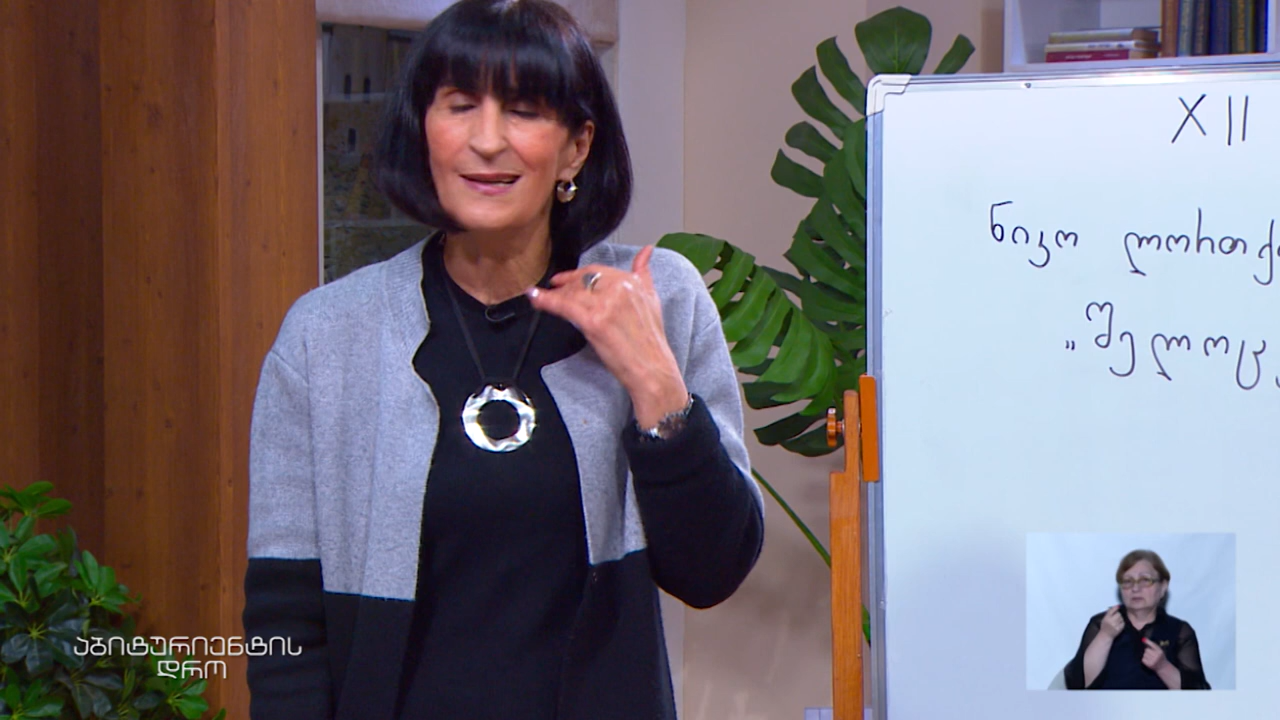 XII
ნიკო ლორთქ
„შელოც
აბიტურიენტის
დრო